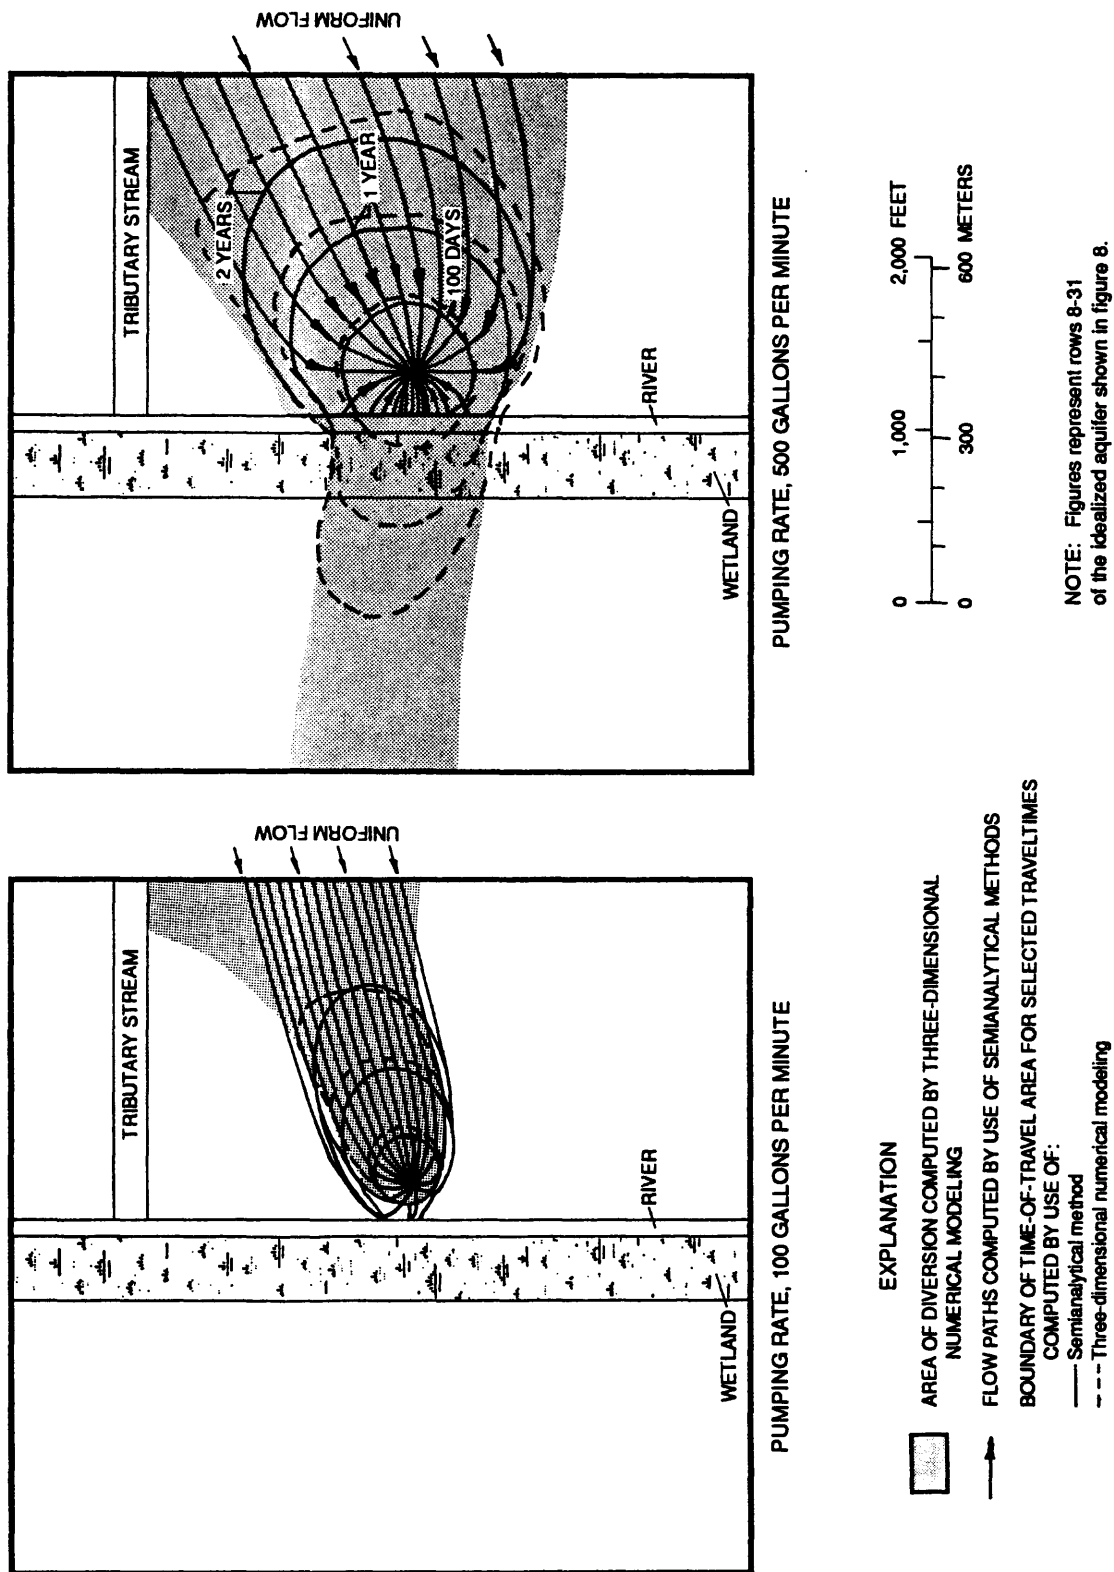 UNIFORM FLOW
TRIBUTARY STREAM
RIVER
WETLAND
PUMPING RATE, 100 GALLONS PER MINUTE
UNIFORM FLOW
TRIBUTARY STREAM
2 YEARS
1 YEAR
100 DAYS
RIVER
WETLAND
PUMPING RATE, 500 GALLONS PER MINUTE
EXPLANATION
AREA OF DIVERSION COMPUTED BY THREE-DIMENSIONAL
NUMERICAL MODELING
FLOW PATHS COMPUTED BY USE OF SEMIANALYTICAL METHODS
BOUNDARY OF TIME-OF-TRAVEL AREA FOR SELECTED TRAVELTIMES
COMPUTED BY USE OF:
Semianalytical method
Three-dimensional numerical modeling
0 1,000 2,000 FEET
0 300 600 METERS
NOTE: Figures represent rows 8-31
of the idealized aquifer shown in figure 8.